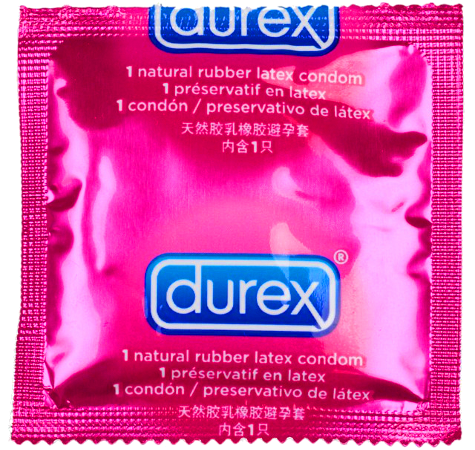 durex
1 natural rubber latex condom
1 préservatif en latex
1 condón / preservativo de látex
天然胶乳橡胶避孕套
内含1只
durex®
1 natural rubber latex condom
1 préservatif en latex
1 condón / preservativo de látex
天然胶乳橡胶避孕套
内含1只